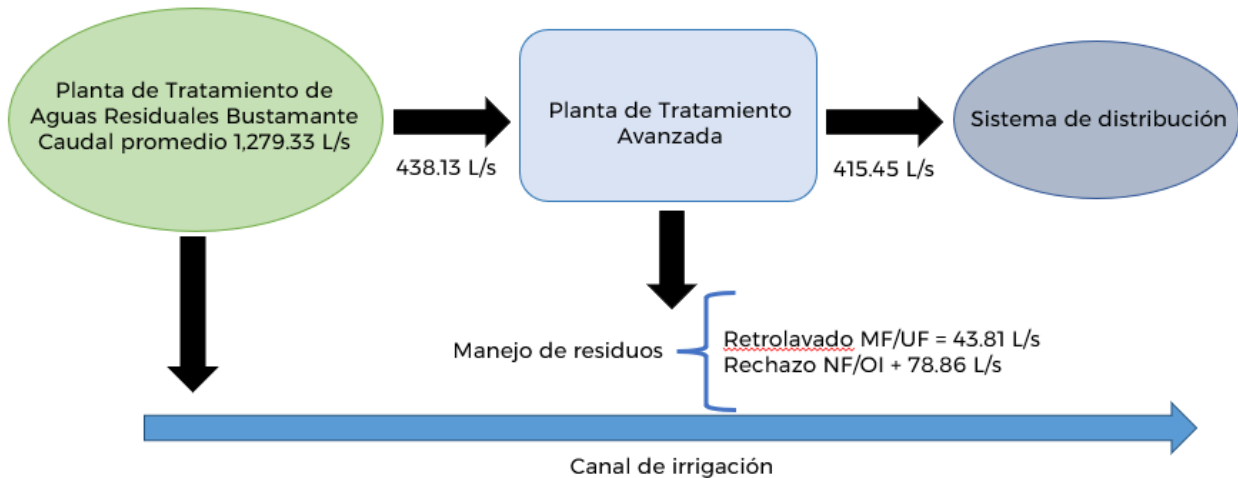 Planta de Tratamiento de
Aguas Residuales Bustamante
Caudal promedio 1,279.33 L/s
438.13 L/s
Planta de Tratamiento
Avanzada
415.45 L/s
Sistema de distribución
Manejo de residuos
Retrolavado MF/UF = 43.81 L/s
Rechazo NF/OI + 78.86 L/s
Canal de irrigación